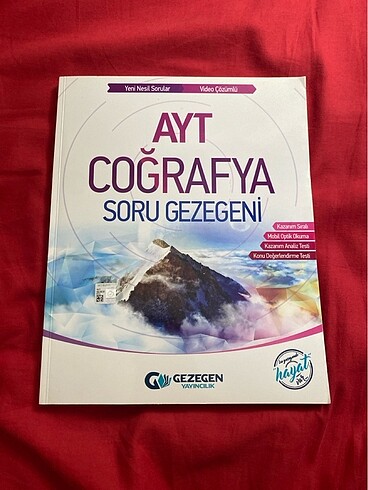 Yeni Nesil Sorular
Video Çözümlü
AYT
COĞRAFYA
SORU GEZEGENİ
Kazanım Sıralı
Mobil Optik Okuma
Kazanım Analiz Testi
Konu Değerlendirme Testi
GEZEGEN
YAYINCILIK
hayat